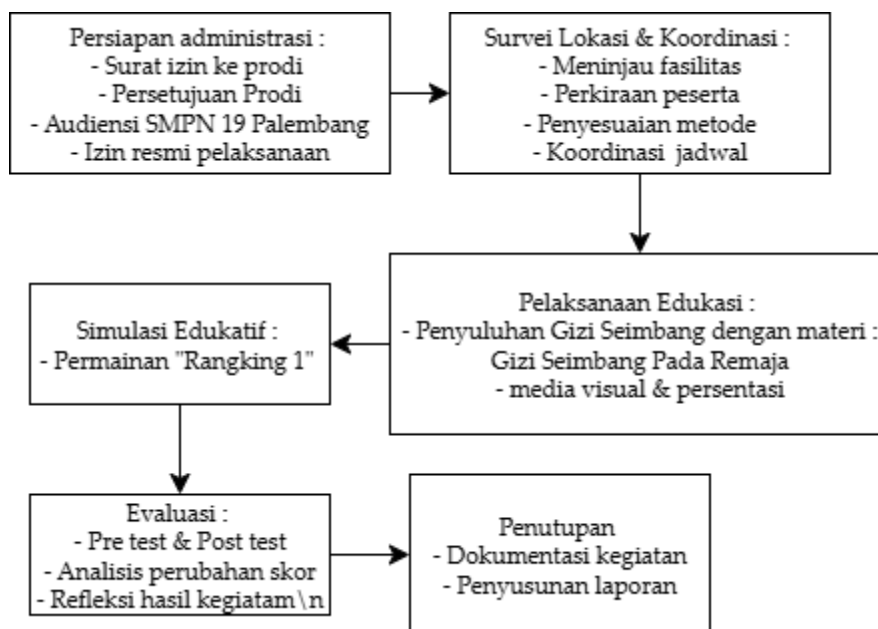 Persiapan administrasi :
- Surat izin ke prodi
- Persetujuan Prodi
- Audiensi SMPN 19 Palembang
- Izin resmi pelaksanaan
Survei Lokasi & Koordinasi :
- Meninjau fasilitas
- Perkiraan peserta
- Penyesuaian metode
- Koordinasi jadwal
Pelaksanaan Edukasi :
- Penyuluhan Gizi Seimbang dengan materi :
Gizi Seimbang Pada Remaja
- media visual & persentasi
Simulasi Edukatif :
- Permainan "Rangking 1"
Evaluasi :
- Pre test & Post test
- Analisis perubahan skor
- Refleksi hasil kegiatam\n
Penutupan
- Dokumentasi kegiatan
- Penyusunan laporan